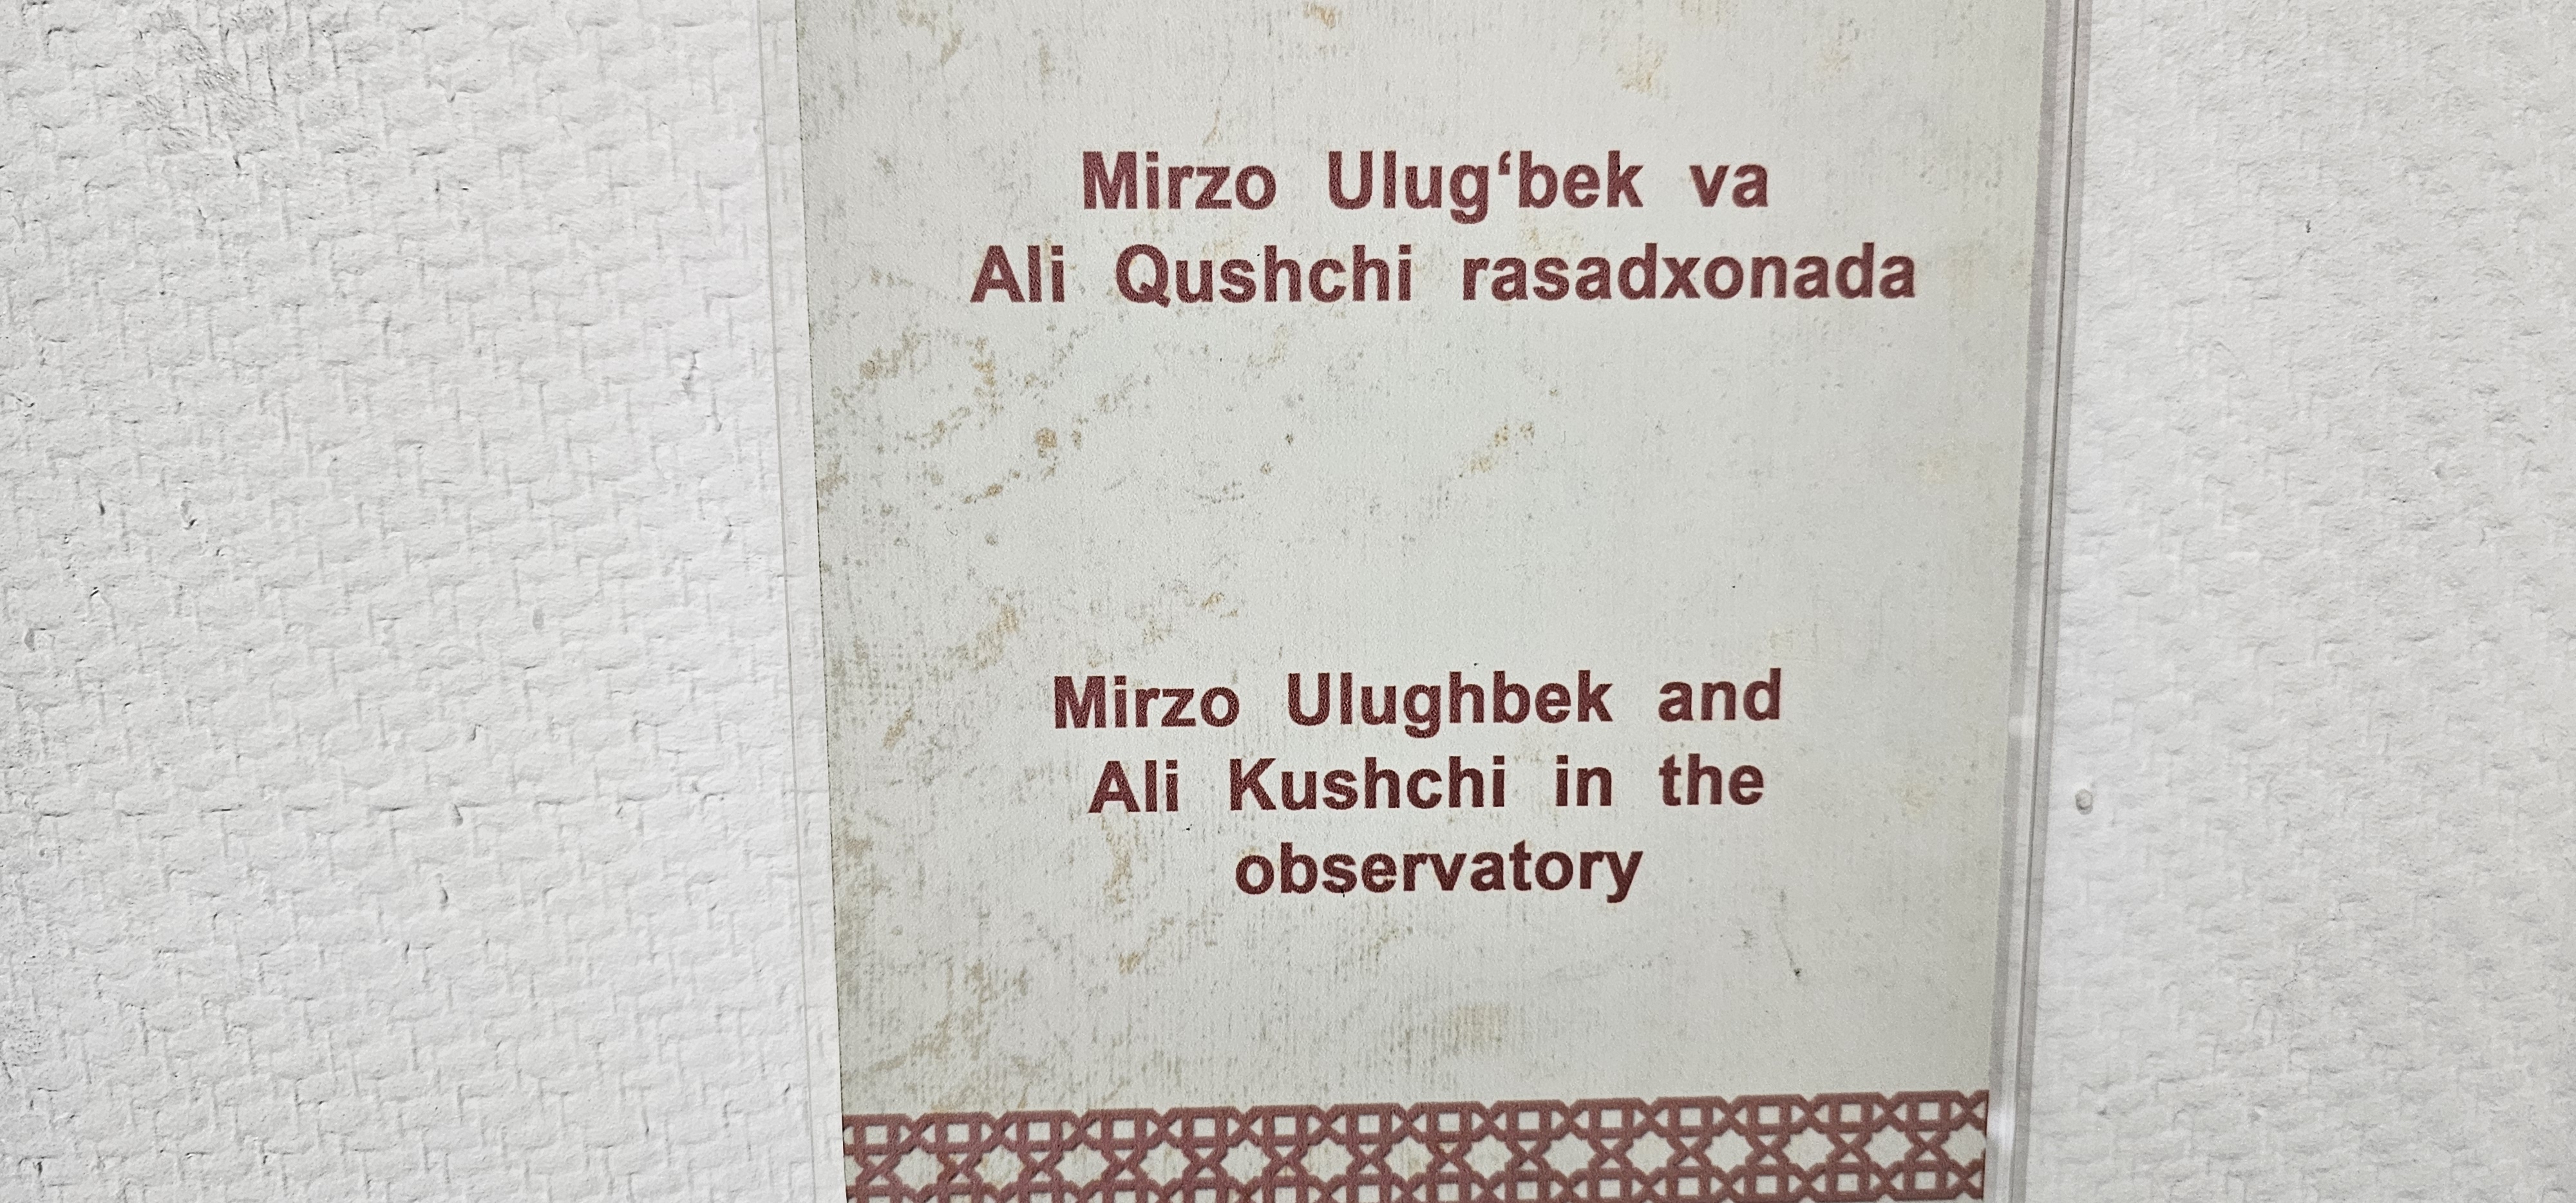 Mirzo Ulug‘bek va
Ali Qushchi rasadxonada
Mirzo Ulughbek and
Ali Kushchi in the
observatory